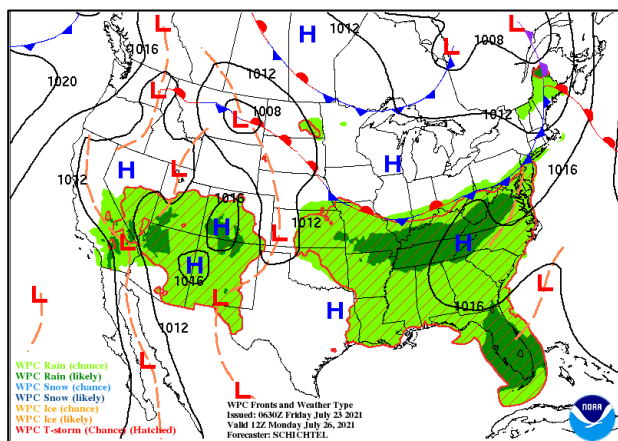 1016
L
H
1012
L
L
1008
1020
L
1012
1008
L
1012
H
H
1012
L
1016
1016
H
L
L
1012
H
H
1016
L
L
1012
H
1016
L
L
L
WPC Rain (chance)
WPC Rain (likely)
WPC Snow (chance)
WPC Snow (likely)
WPC Ice (chance)
WPC Ice (likely)
WPC T-storm (Chance) (Hatched)
WPC Fronts and Weather Type
Issued: 0630Z Friday July 23 2021
Valid 12Z Monday July 26, 2021
Forecaster: SCHICHTEL
NOAA